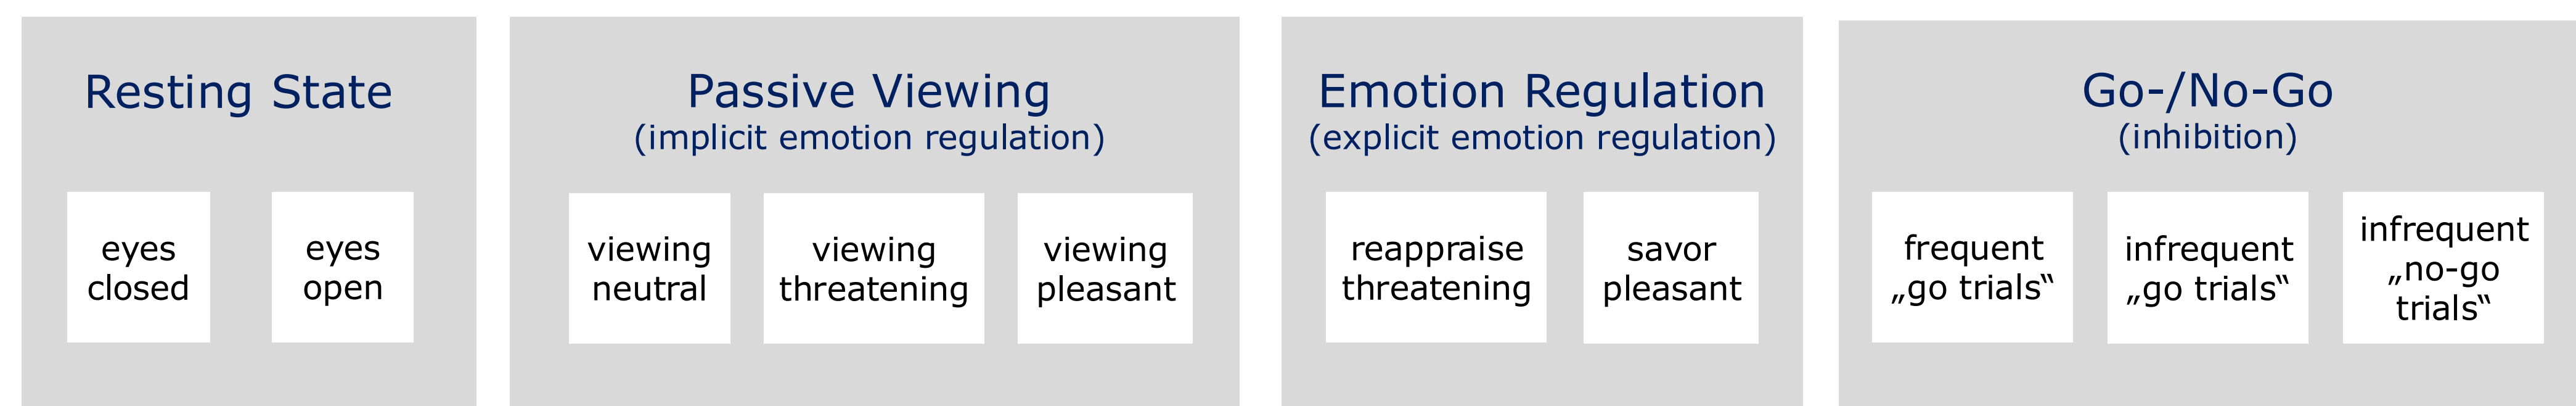 Resting State
eyes
closed
eyes
open
Passive Viewing
(implicit emotion regulation)
viewing
neutral
viewing
threatening
viewing
pleasant
Emotion Regulation
(explicit emotion regulation)
reappraise
threatening
savor
pleasant
Go-/No-Go
(inhibition)
frequent
„go trials“
infrequent
„go trials“
infrequent
„no-go
trials“